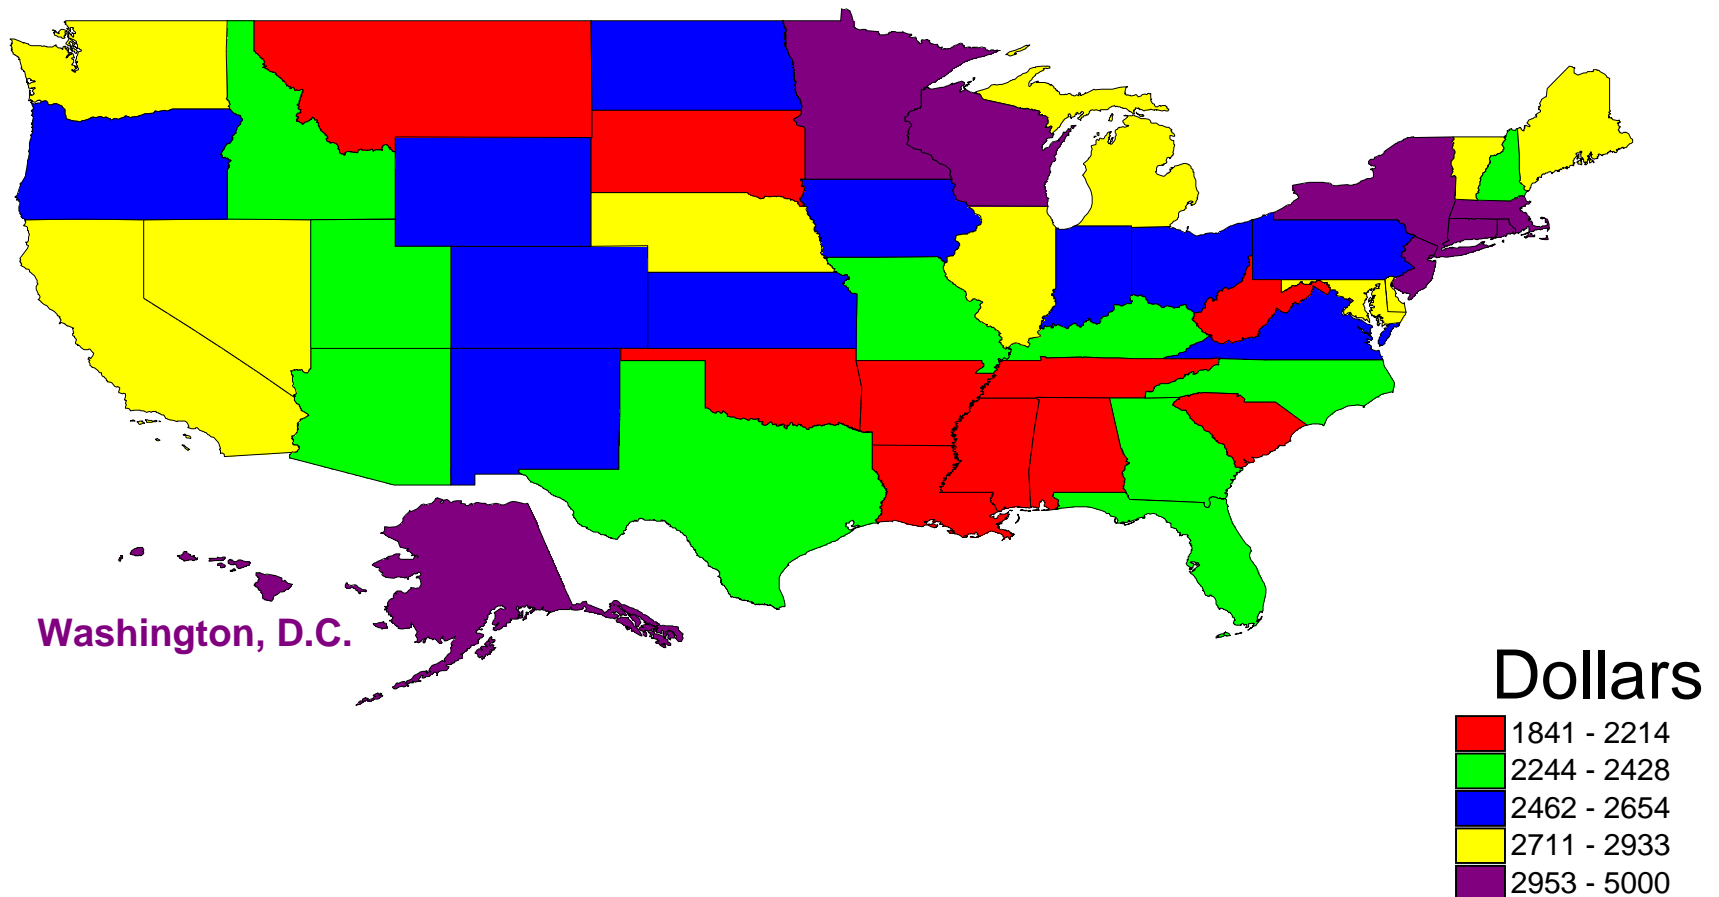 Washington, D.C.
Dollars
1841 - 2214
2244 - 2428
2462 - 2654
2711 - 2933
2953 - 5000